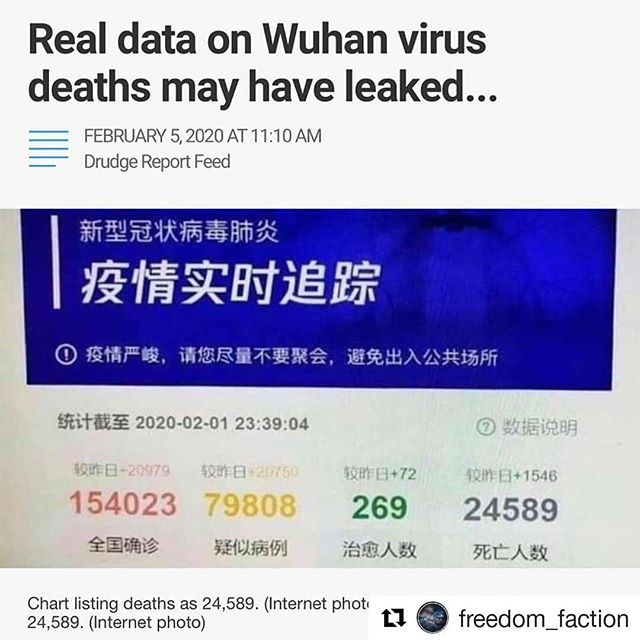 Real data on Wuhan virus
deaths may have leaked...
FEBRUARY 5, 2020 AT 11:10 AM
Drudge Report Feed
新型冠状病毒肺炎
疫情实时追踪
疫情严峻，请您尽量不要聚会，避免出入公共场所
统计截至 2020-02-01 23:39:04
数据说明
较昨日+20979 较昨日+20750 较昨日+72 较昨日+1546
154023 79808 269 24589
全国确诊 疑似病例 治愈人数 死亡人数
Chart listing deaths as 24,589. (Internet
24,589. (Internet photo)
freedom_faction